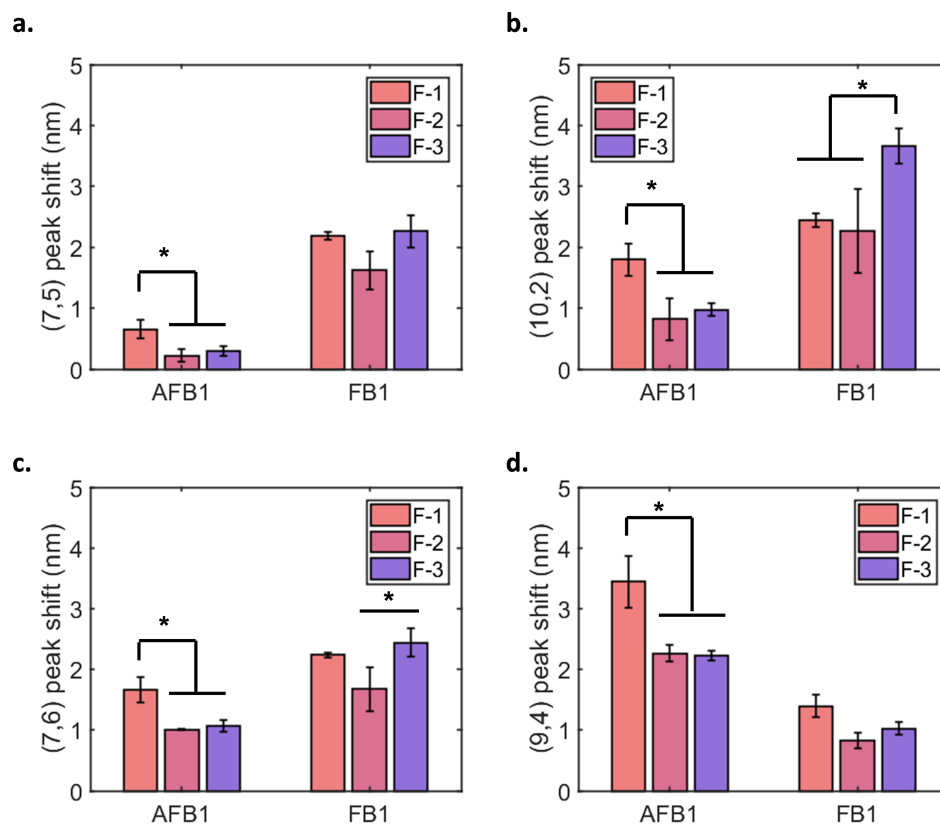 a.
(7,5) peak shift (nm)
5
4
3
2
1
0
F-1
F-2
F-3
*
AFB1
FB1
b.
(10,2) peak shift (nm)
5
4
3
2
1
0
F-1
F-2
F-3
*
*
AFB1
FB1
c.
(7,6) peak shift (nm)
5
4
3
2
1
0
F-1
F-2
F-3
*
*
AFB1
FB1
d.
(9,4) peak shift (nm)
5
4
3
2
1
0
F-1
F-2
F-3
*
AFB1
FB1